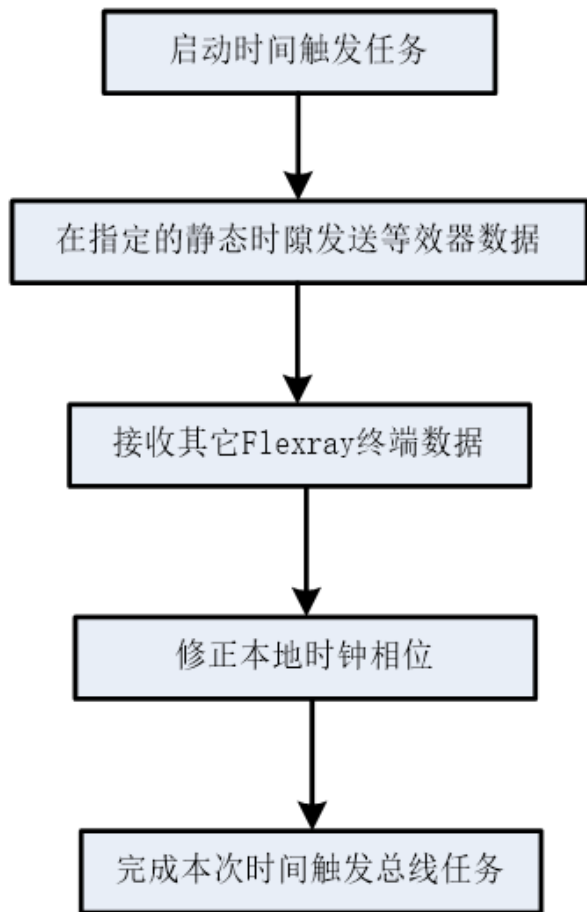 启动时间触发任务
在指定的静态时隙发送等效器数据
接收其它Flexray终端数据
修正本地时钟相位
完成本次时间触发总线任务